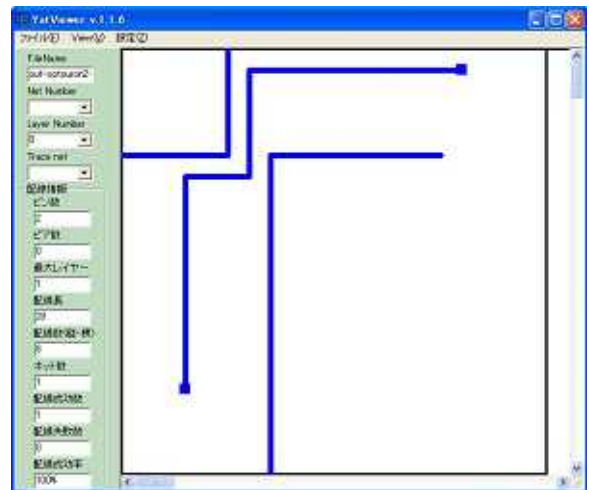 YatViewer v.1.1.6
ファイル(F) View(V) 設定(Z)
FileName
Net Number
Layer Number
0
Trace net
配線情報
ピン数
2
ビア数
0
最大レイヤー
1
配線長
29
配線数(縦・横)
6
ネット数
1
配線成功数
1
配線失敗数
0
配線成功率
100%